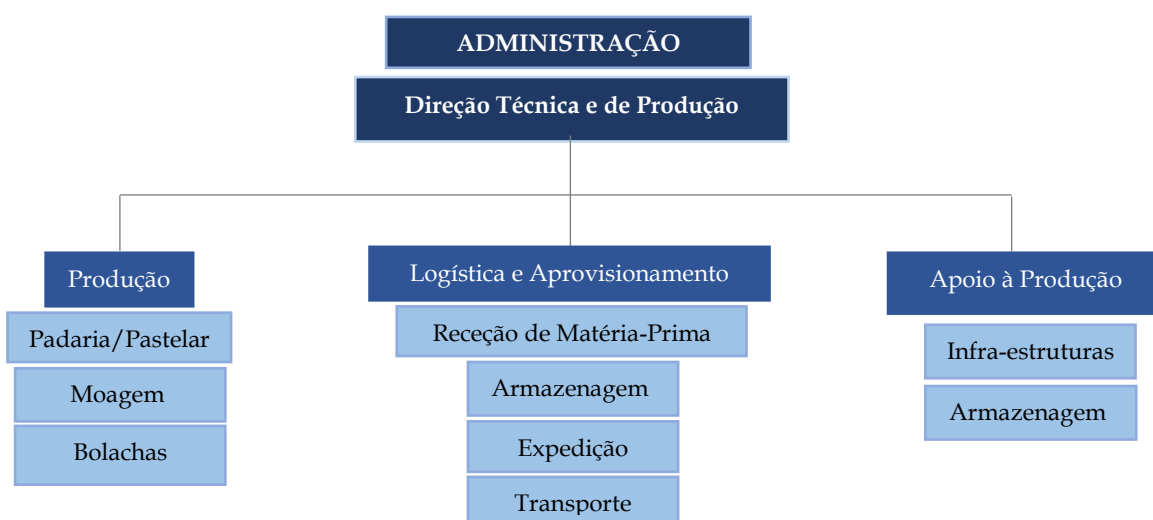 ADMINISTRAÇÃO
Direção Técnica e de Produção
Produção
Padaria/Pastelar
Moagem
Bolachas
Logística e Aprovisionamento
Receção de Matéria-Prima
Armazenagem
Expedição
Transporte
Apoio à Produção
Infra-estruturas
Armazenagem